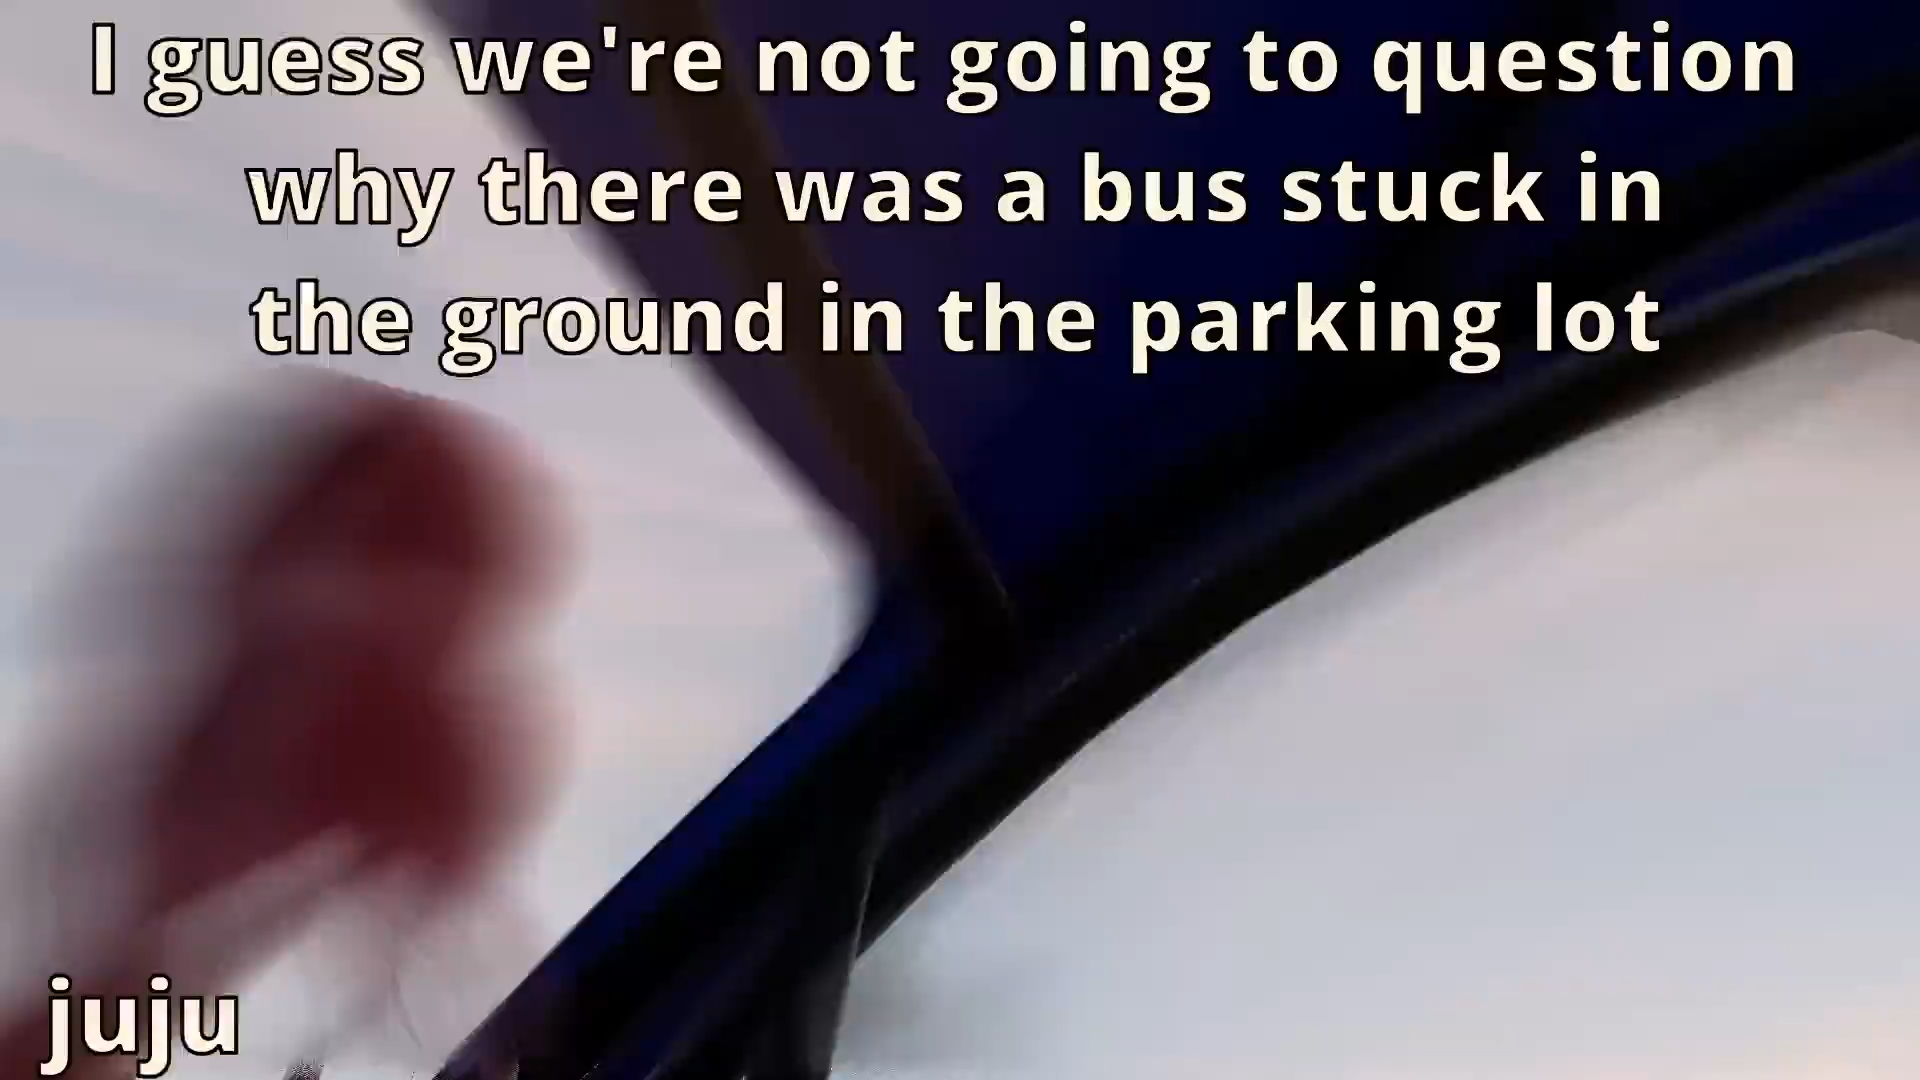 I guess we're not going to question
why there was a bus stuck in
the ground in the parking lot
juju